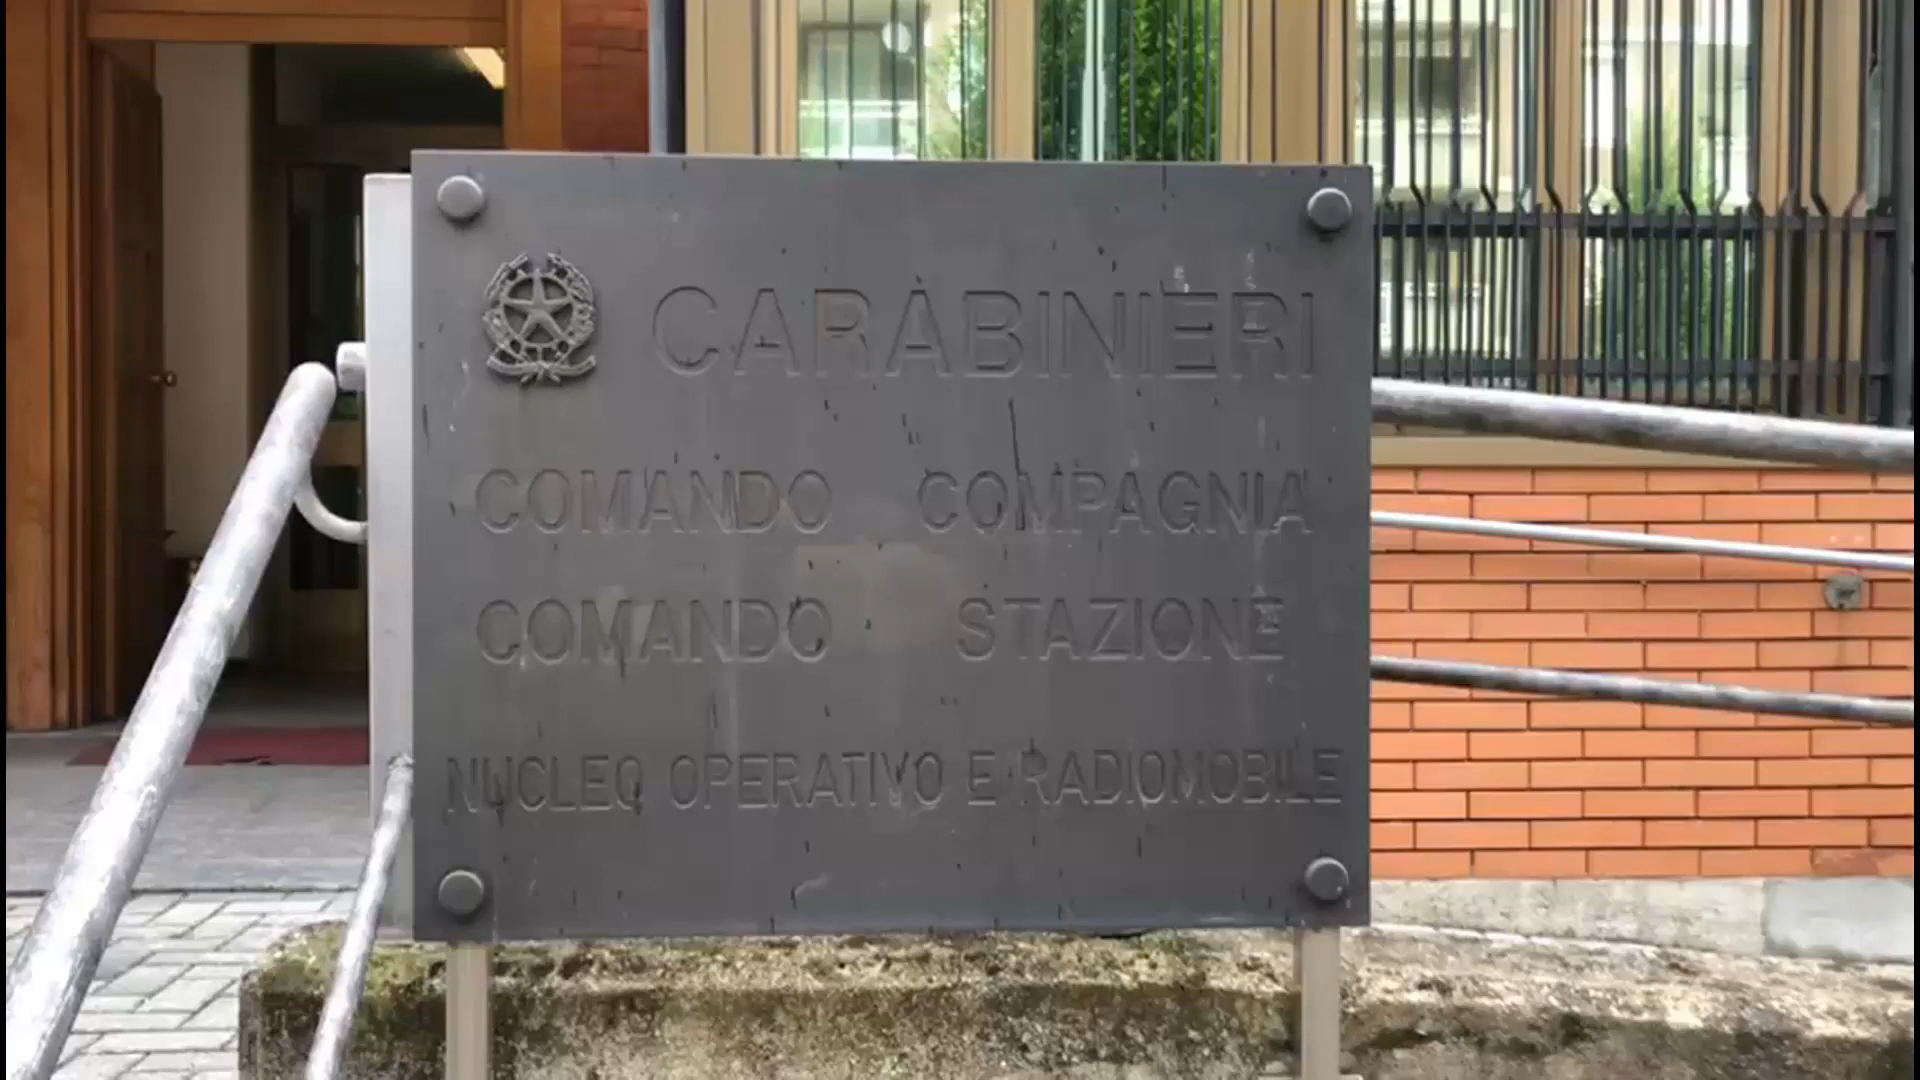 CARABINIERI
COMANDO COMPAGNIA
COMANDO STAZIONE
NUCLEO OPERATIVO E RADIOMOBILE